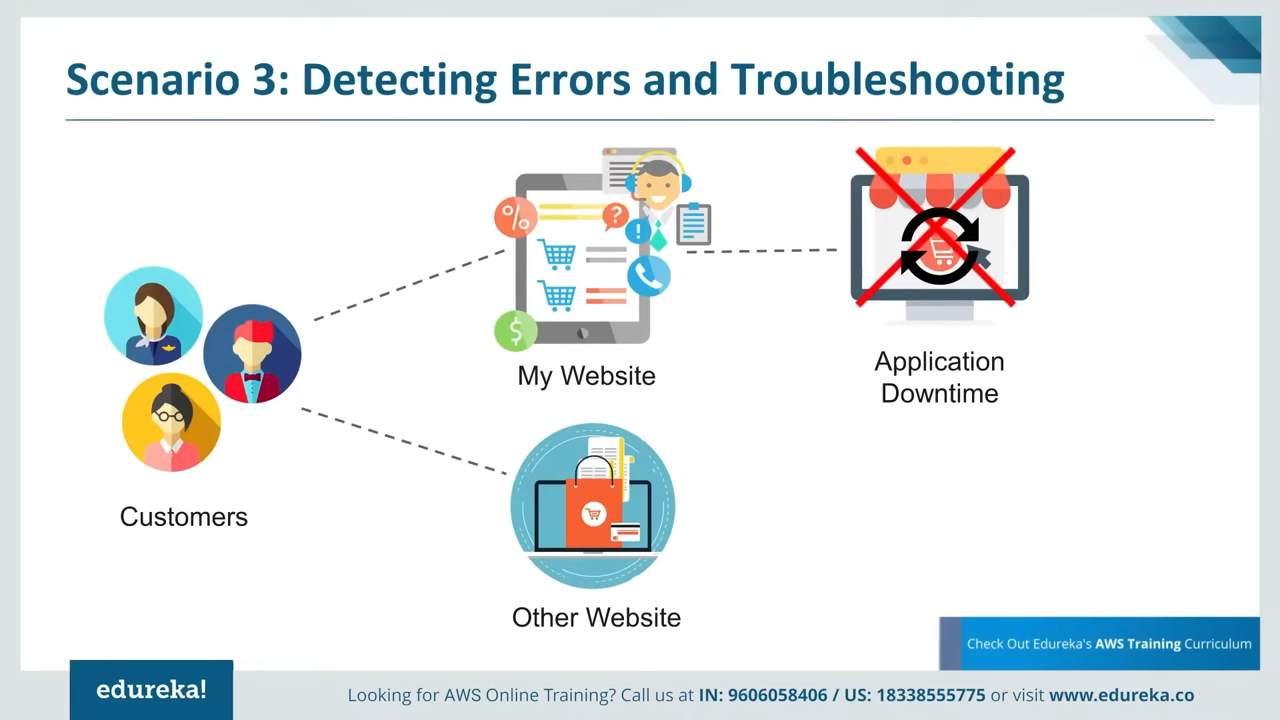 Scenario 3: Detecting Errors and Troubleshooting
%
?
!
$
My Website
Application
Downtime
Customers
Other Website
Check Out Edureka's AWS Training Curriculum
edureka!
Looking for AWS Online Training? Call us at IN: 9606058406 / US: 18338555775 or visit www.edureka.co